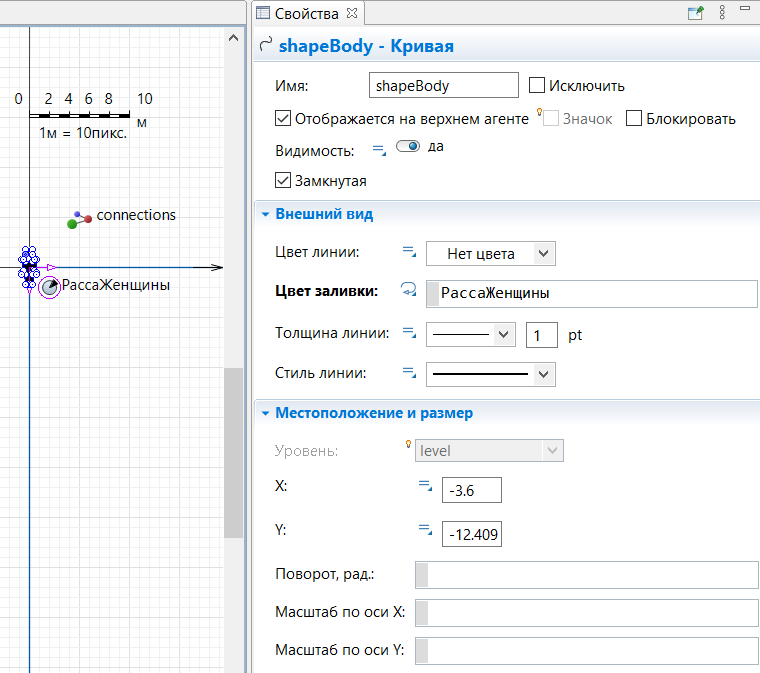 0 2 4 6 8 10
м
1м = 10пикс.
connections
РассаЖенщины
Свойства
shapeBody - Кривая
Имя: shapeBody Исключить
Отображается на верхнем агенте Значок Блокировать
Видимость: да
Замкнутая
Внешний вид
Цвет линии: Нет цвета
Цвет заливки: РассаЖенщины
Толщина линии: 1 pt
Стиль линии:
Местоположение и размер
Уровень: level
X: -3.6
Y: -12.409
Поворот, рад.:
Масштаб по оси X:
Масштаб по оси Y: